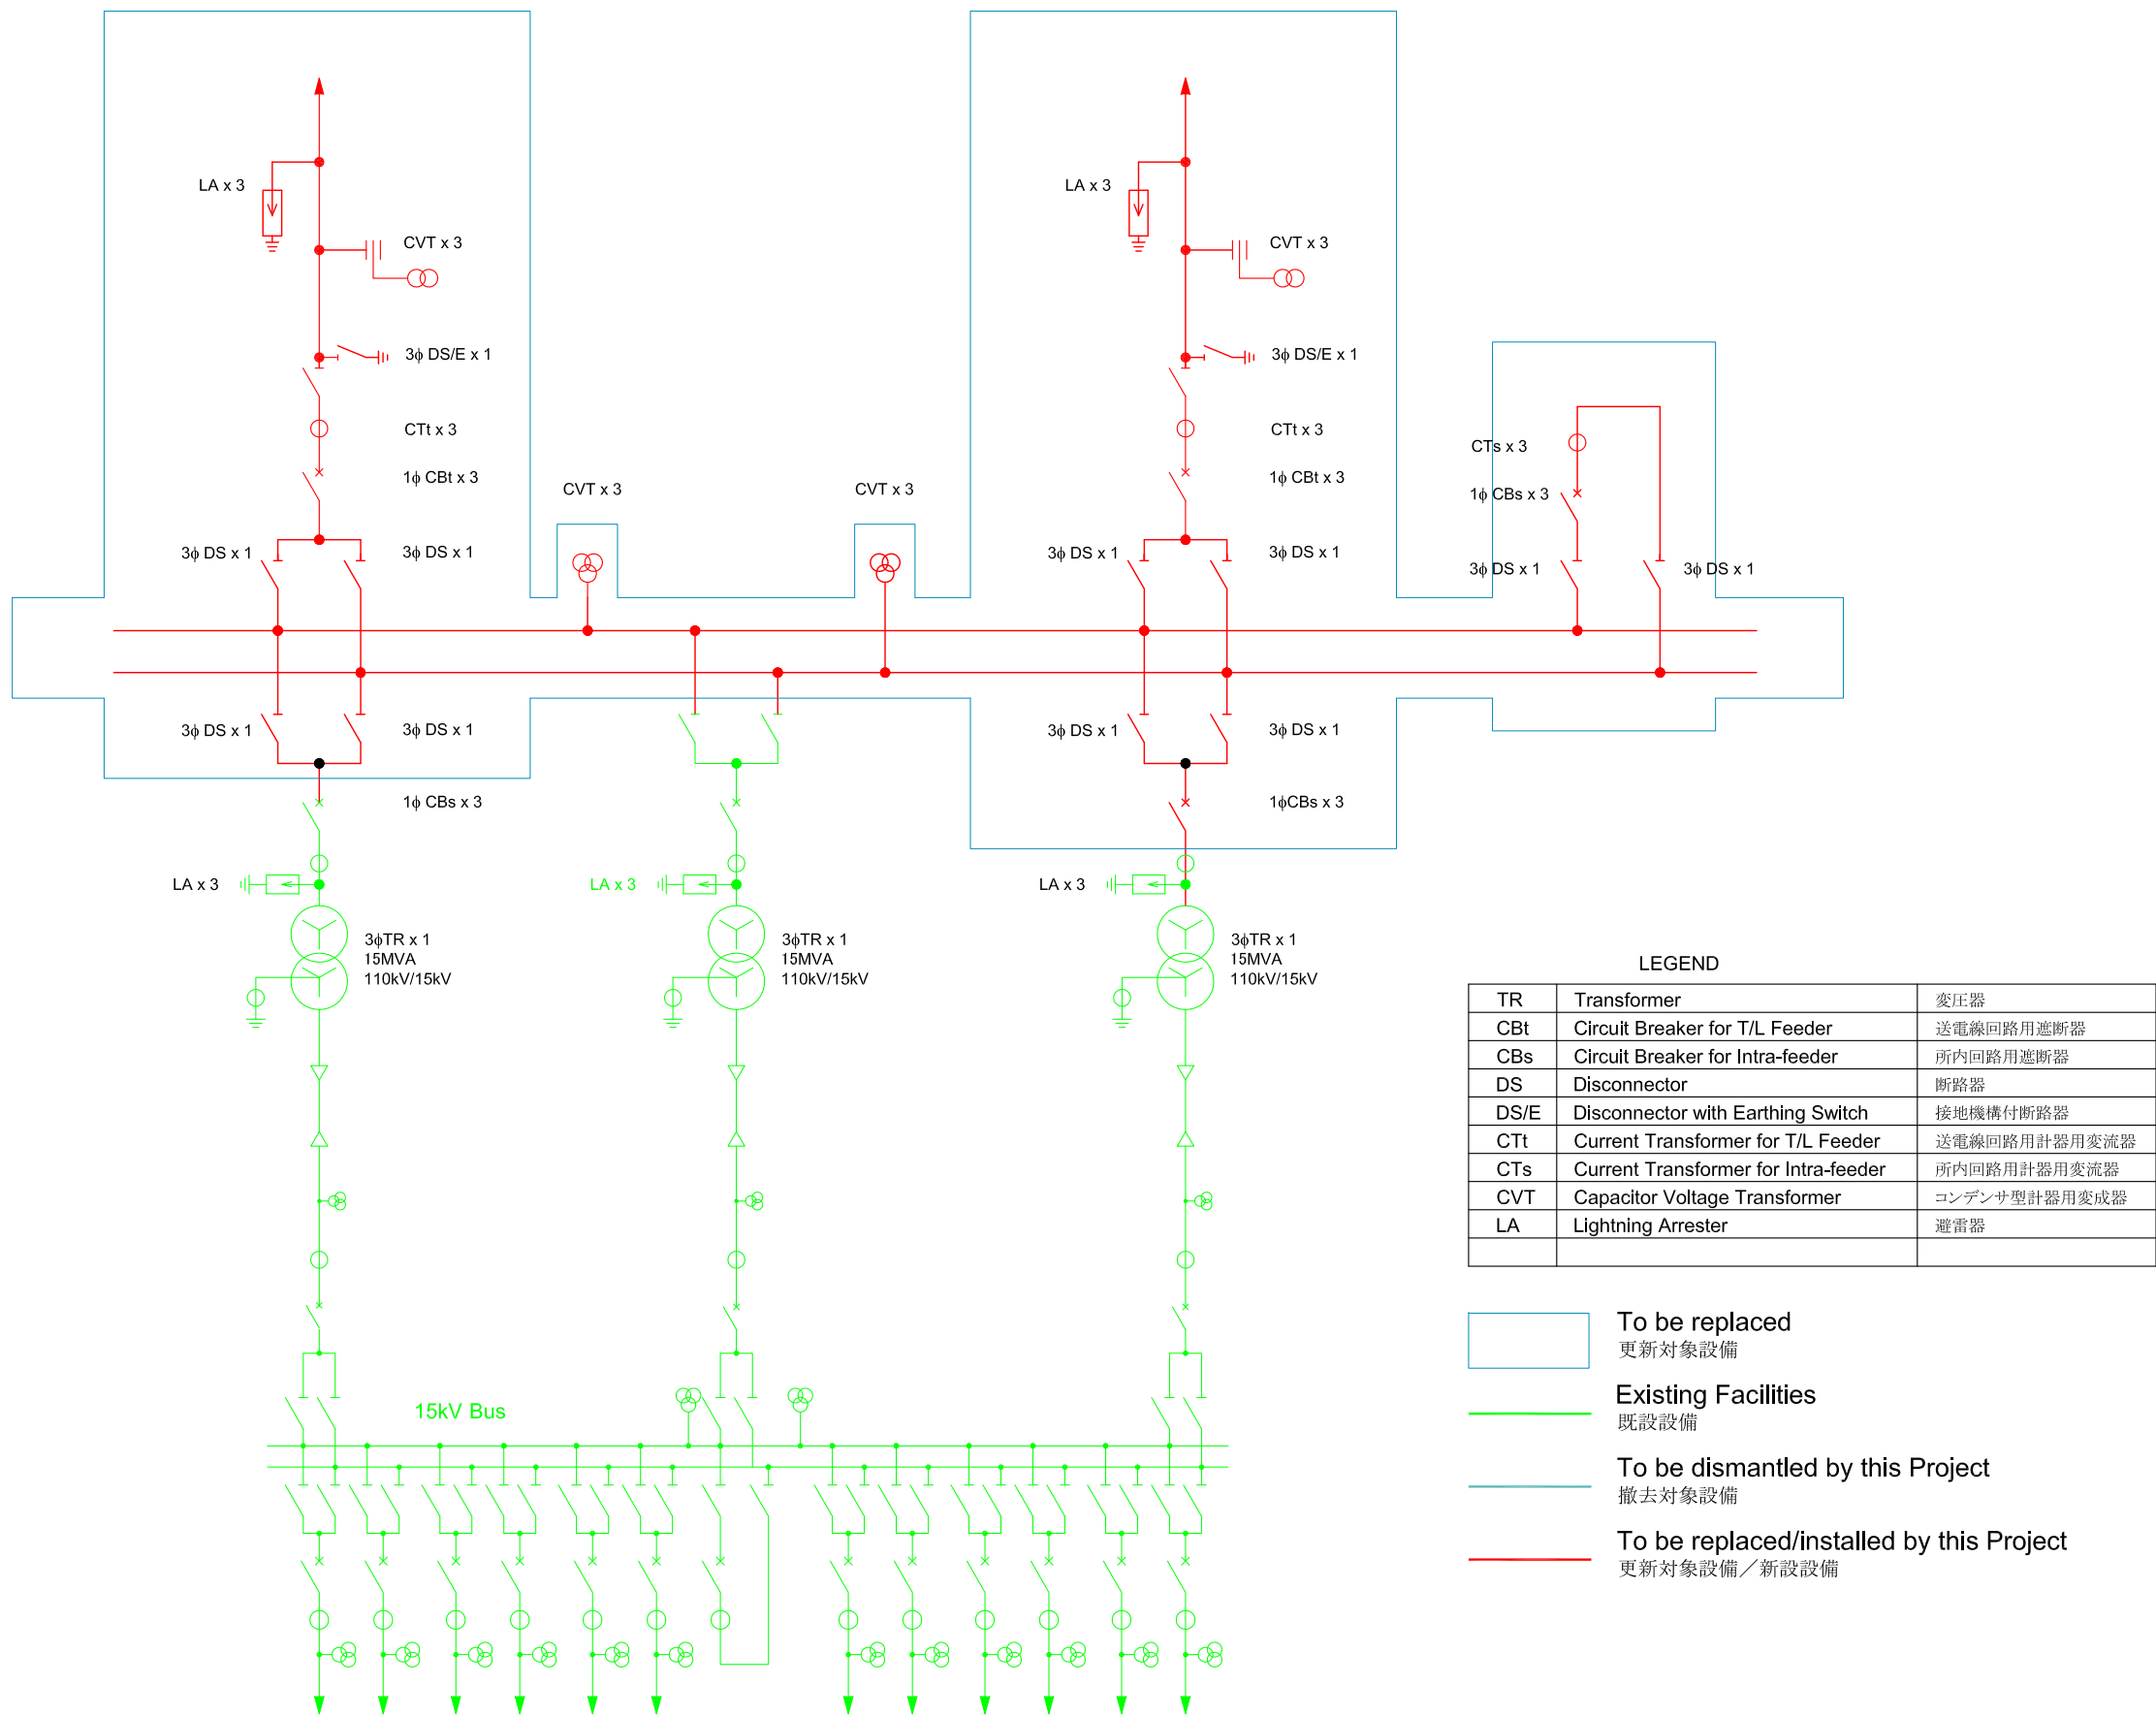 LA x 3
LA x 3
CVT x 3
CVT x 3
3ϕ DS/E x 1
3ϕ DS/E x 1
CTt x 3
CTt x 3
CTs x 3
1ϕ CBt x 3
1ϕ CBt x 3
CVT x 3
CVT x 3
1ϕ CBs x 3
3ϕ DS x 1
3ϕ DS x 1
3ϕ DS x 1
3ϕ DS x 1
3ϕ DS x 1
3ϕ DS x 1
3ϕ DS x 1
3ϕ DS x 1
3ϕ DS x 1
3ϕ DS x 1
1ϕ CBs x 3
1ϕCBs x 3
LA x 3
LA x 3
LA x 3
3ϕTR x 1
15MVA
110kV/15kV
3ϕTR x 1
15MVA
110kV/15kV
3ϕTR x 1
15MVA
110kV/15kV
15kV Bus
LEGEND
TR Transformer 変圧器
CBt Circuit Breaker for T/L Feeder 送電線回路用遮断器
CBs Circuit Breaker for Intra-feeder 所内回路用遮断器
DS Disconnector 断路器
DS/E Disconnector with Earthing Switch 接地機構付断路器
CTt Current Transformer for T/L Feeder 送電線回路用計器用変流器
CTs Current Transformer for Intra-feeder 所内回路用計器用変流器
CVT Capacitor Voltage Transformer コンデンサ型計器用変成器
LA Lightning Arrester 避雷器
To be replaced
更新対象設備
Existing Facilities
既設設備
To be dismantled by this Project
撤去対象設備
To be replaced/installed by this Project
更新対象設備／新設設備